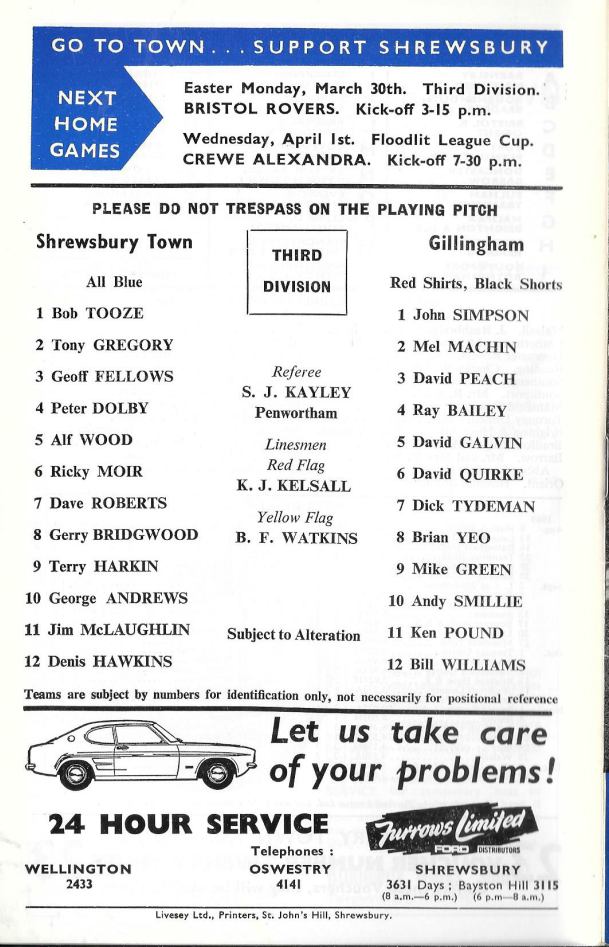 GO TO TOWN... SUPPORT SHREWSBURY
NEXT
HOME
GAMES
Easter Monday, March 30th. Third Division.
BRISTOL ROVERS. Kick-off 3-15 p.m.
Wednesday, April 1st. Floodlit League Cup.
CREWE ALEXANDRA. Kick-off 7-30 p.m.
PLEASE DO NOT TRESPASS ON THE PLAYING PITCH
Shrewsbury Town
All Blue
1 Bob TOOZE
2 Tony GREGORY
3 Geoff FELLOWS
4 Peter DOLBY
5 Alf WOOD
6 Ricky MOIR
7 Dave ROBERTS
8 Gerry BRIDGWOOD
9 Terry HARKIN
10 George ANDREWS
11 Jim McLAUGHLIN
12 Denis HAWKINS
THIRD
DIVISION
Referee
S. J. KAYLEY
Penwortham
Linesmen
Red Flag
K. J. KELSALL
Yellow Flag
B. F. WATKINS
Subject to Alteration
Gillingham
Red Shirts, Black Shorts
1 John SIMPSON
2 Mel MACHIN
3 David PEACH
4 Ray BAILEY
5 David GALVIN
6 David QUIRKE
7 Dick TYDEMAN
8 Brian YEO
9 Mike GREEN
10 Andy SMILLIE
11 Ken POUND
12 Bill WILLIAMS
Teams are subject by numbers for identification only, not necessarily for positional reference
Let us take care
of your problems!
24 HOUR SERVICE
Furrows Limited
FORD DISTRIBUTORS
Telephones :
WELLINGTON
2433
OSWESTRY
4141
SHREWSBURY
3631 Days ; Bayston Hill 3115
(8 a.m.—6 p.m.) (6 p.m—8 a.m.)
Livesey Ltd., Printers, St. John's Hill, Shrewsbury.